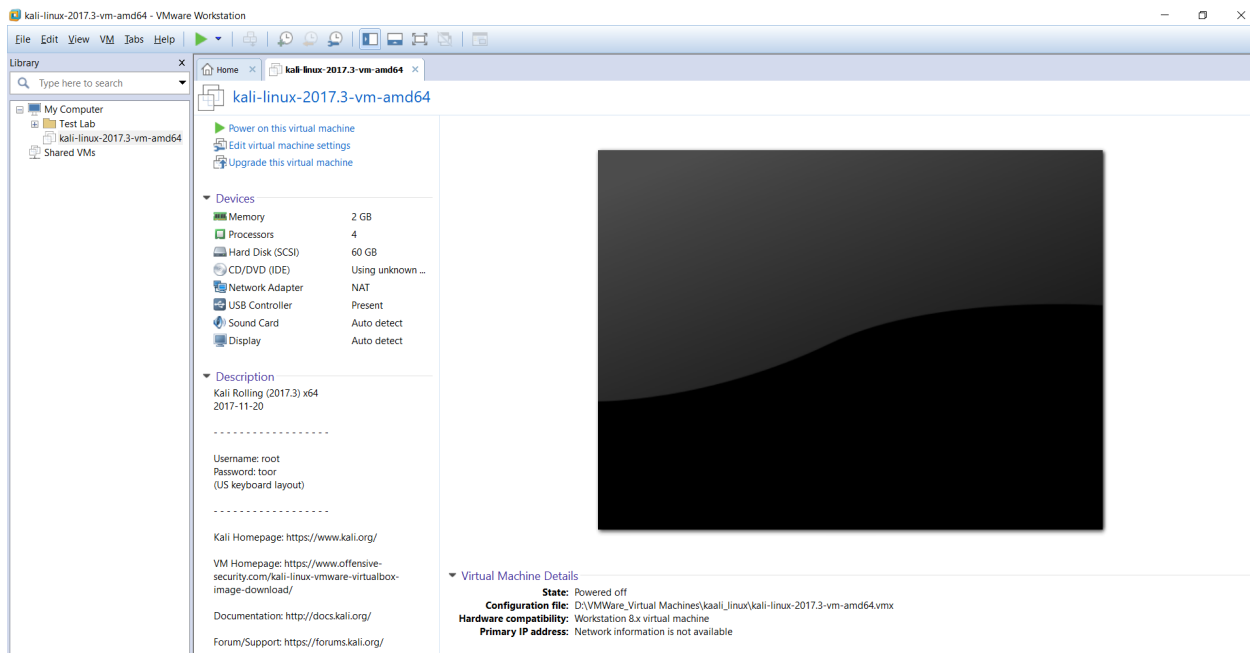 kali-linux-2017.3-vm-amd64 - VMware Workstation
File Edit View VM Tabs Help
Library
Type here to search
My Computer
Test Lab
kali-linux-2017.3-vm-amd64
Shared VMs
Home
kali-linux-2017.3-vm-amd64
kali-linux-2017.3-vm-amd64
Power on this virtual machine
Edit virtual machine settings
Upgrade this virtual machine
Devices
Memory 2 GB
Processors 4
Hard Disk (SCSI) 60 GB
CD/DVD (IDE) Using unknown ...
Network Adapter NAT
USB Controller Present
Sound Card Auto detect
Display Auto detect
Description
Kali Rolling (2017.3) x64
2017-11-20
- - - - - - - - - - - - - - - - - -
Username: root
Password: toor
(US keyboard layout)
- - - - - - - - - - - - - - - - - -
Kali Homepage: https://www.kali.org/
VM Homepage: https://www.offensive-
security.com/kali-linux-vmware-virtualbox-
image-download/
Documentation: http://docs.kali.org/
Forum/Support: https://forums.kali.org/
Virtual Machine Details
State: Powered off
Configuration file: D:\VMWare_Virtual Machines\kaali_linux\kali-linux-2017.3-vm-amd64.vmx
Hardware compatibility: Workstation 8.x virtual machine
Primary IP address: Network information is not available